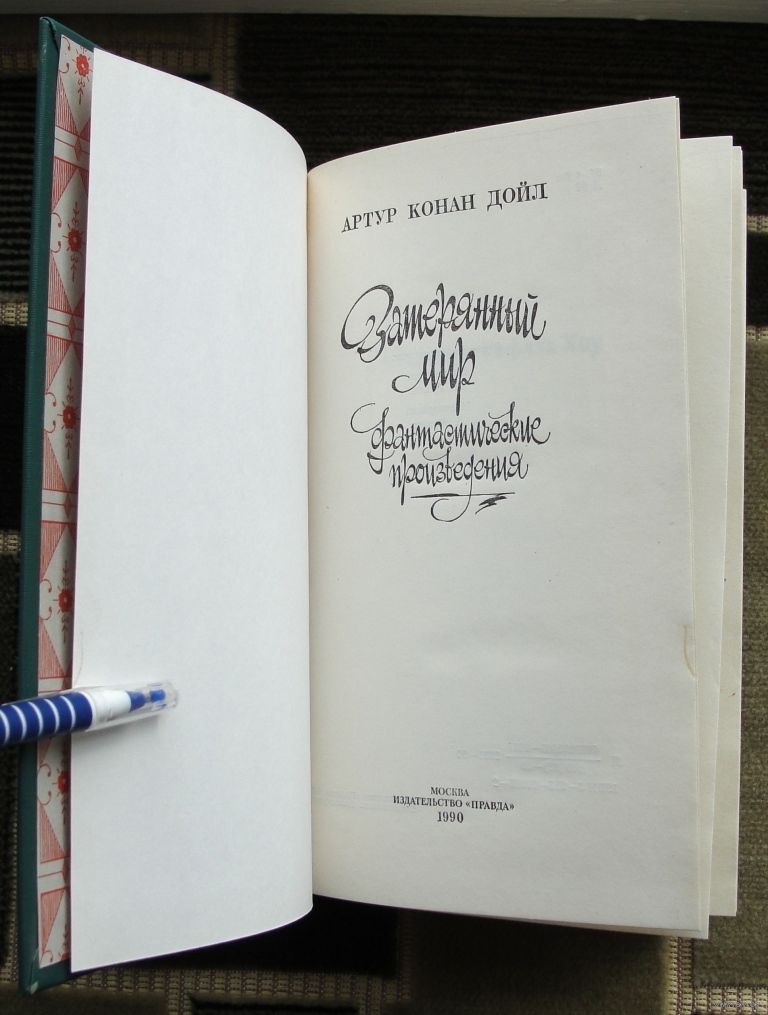 АРТУР КОНАН ДОЙЛ
Затерянный
мир
фантастические
произведения
МОСКВА
ИЗДАТЕЛЬСТВО «ПРАВДА»
1990